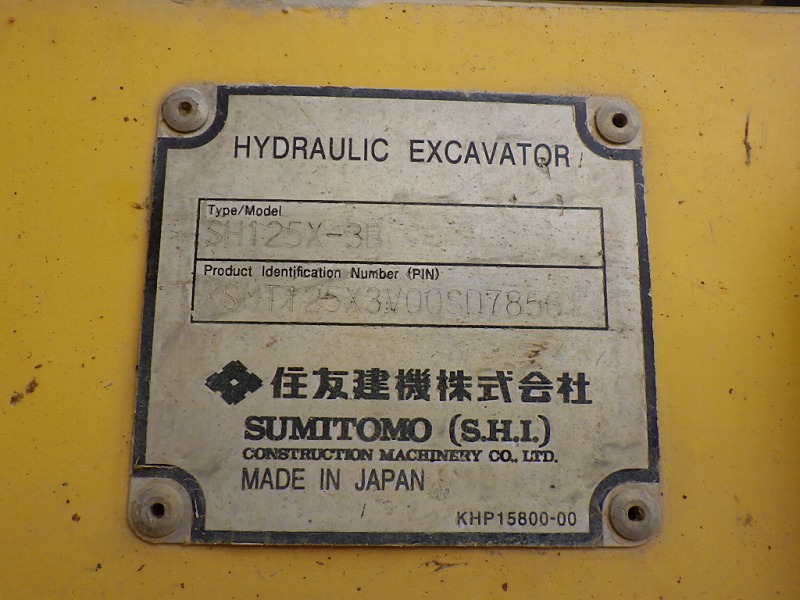 HYDRAULIC EXCAVATOR
Type/Model
SH125X-3B
Product Identification Number (PIN)
住友建機株式会社
SUMITOMO (S.H.I.)
CONSTRUCTION MACHINERY CO., LTD.
MADE IN JAPAN
KHP15800-00